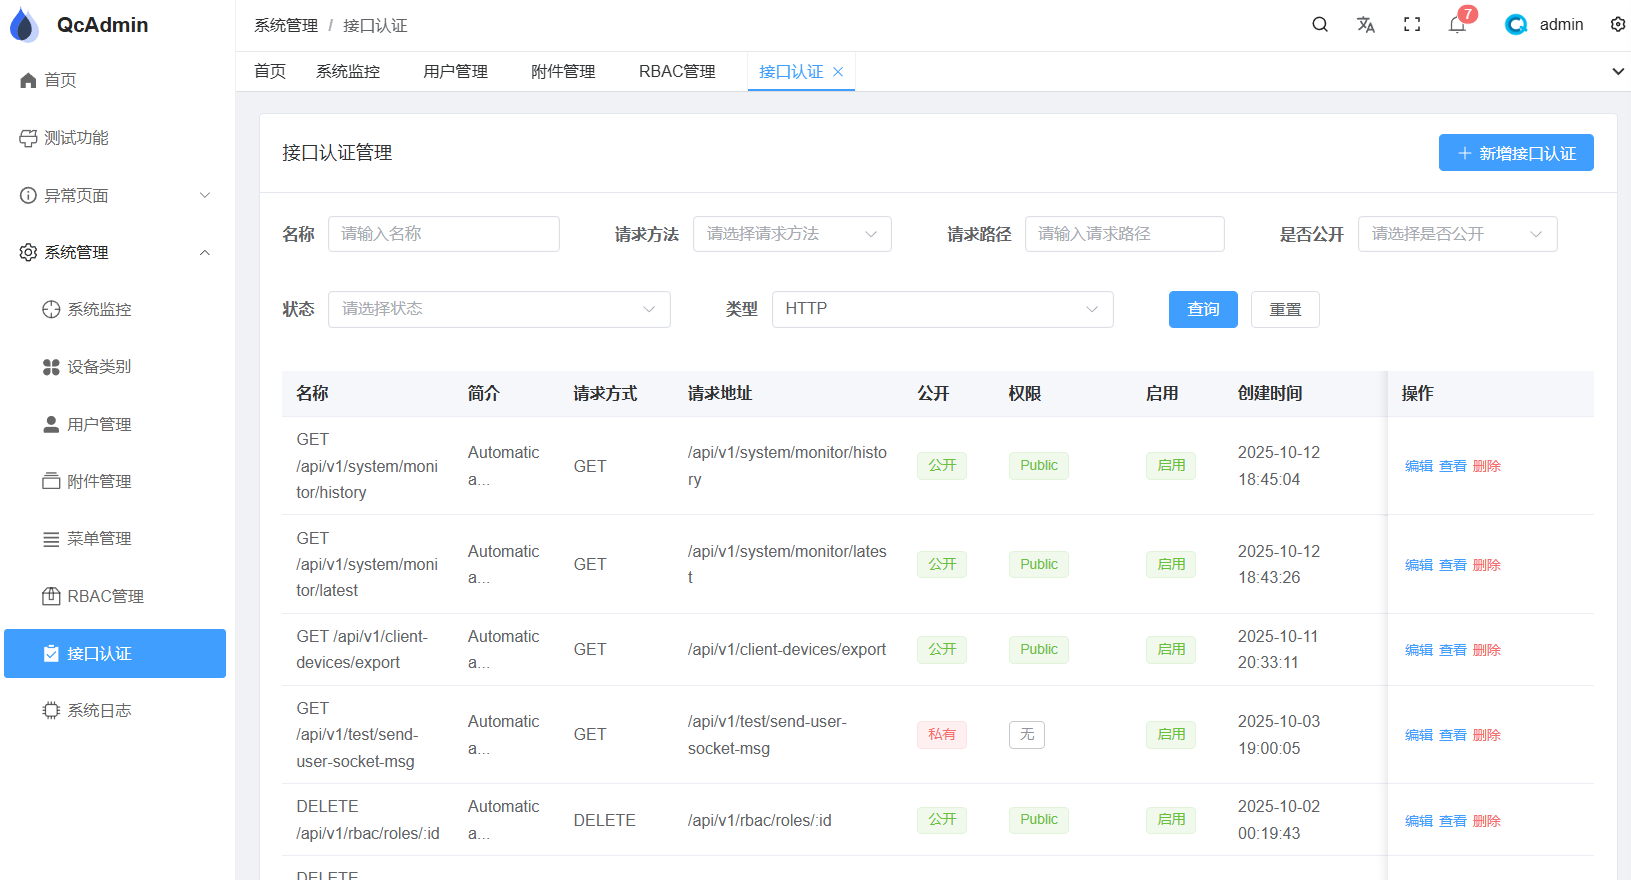 QcAdmin
首页
测试功能
异常页面
系统管理
系统监控
设备类别
用户管理
附件管理
菜单管理
RBAC管理
接口认证
系统日志
系统管理 / 接口认证
7
admin
首页 系统监控 用户管理 附件管理 RBAC管理 接口认证
接口认证管理
新增接口认证
名称 请输入名称 请求方法 请选择请求方法 请求路径 请输入请求路径 是否公开 请选择是否公开
状态 请选择状态 类型 HTTP 查询 重置
名称 简介 请求方式 请求地址 公开 权限 启用 创建时间 操作
GET
/api/v1/system/moni
tor/history
Automatic
a...
GET
/api/v1/system/monitor/histo
ry
公开
Public
启用
2025-10-12
18:45:04
编辑 查看 删除
GET
/api/v1/system/moni
tor/latest
Automatic
a...
GET
/api/v1/system/monitor/lates
t
公开
Public
启用
2025-10-12
18:43:26
编辑 查看 删除
GET /api/v1/client-
devices/export
Automatic
a...
GET
/api/v1/client-devices/export
公开
Public
启用
2025-10-11
20:33:11
编辑 查看 删除
GET
/api/v1/test/send-
user-socket-msg
Automatic
a...
GET
/api/v1/test/send-user-
socket-msg
私有
无
启用
2025-10-03
19:00:05
编辑 查看 删除
DELETE
/api/v1/rbac/roles/:id
Automatic
a...
DELETE
/api/v1/rbac/roles/:id
公开
Public
启用
2025-10-02
00:19:43
编辑 查看 删除
DELETE